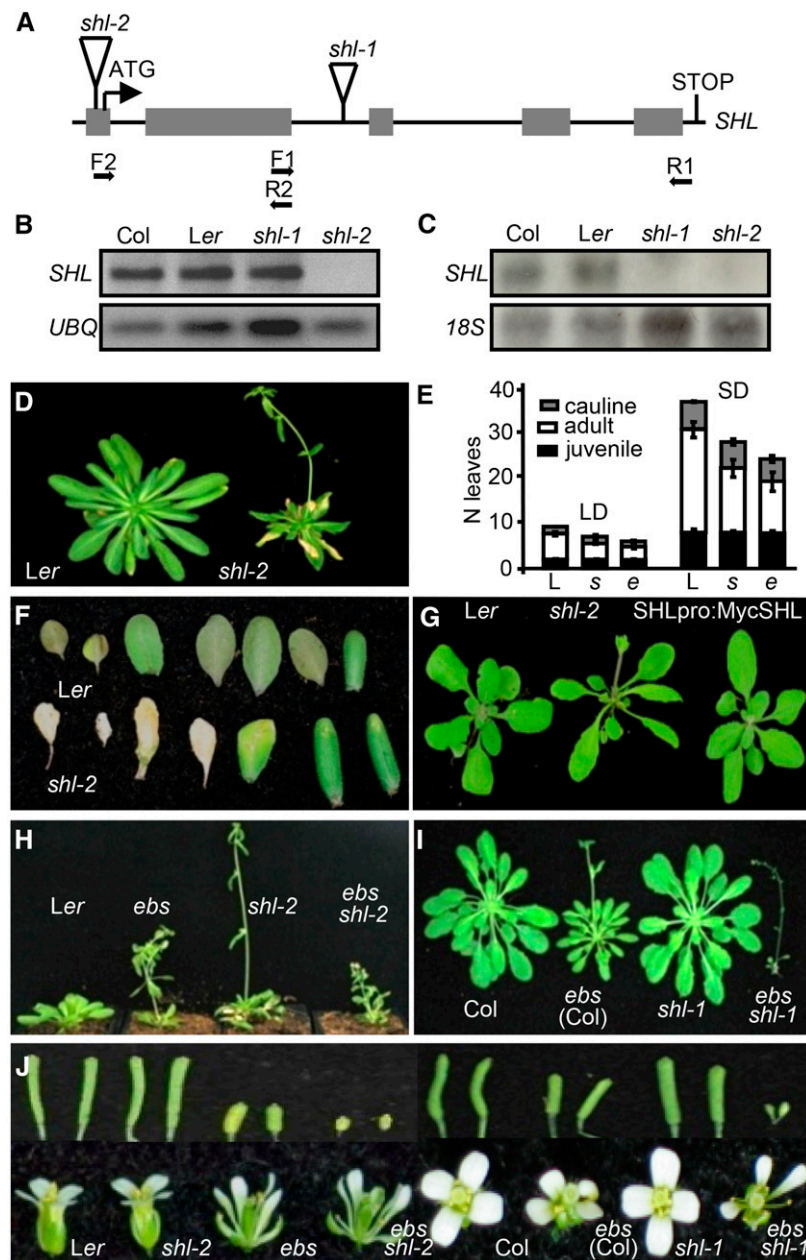 A
shl-2
ATG
shl-1
STOP
SHL
F2
F1
R2
R1
B
Col Ler shl-1 shl-2
SHL
UBQ
C
Col Ler shl-1 shl-2
SHL
18S
D
Ler shl-2
E
N leaves
40
30
20
10
0
cauline
adult
juvenile
SD
LD
L s e L s e
F
Ler
shl-2
G
Ler shl-2 SHLpro:MycSHL
H
Ler ebs shl-2 ebs
shl-2
I
Col ebs
(Col) shl-1 ebs
shl-1
J
Ler shl-2 ebs ebs
shl-2
Col ebs
(Col) shl-1 ebs
shl-1